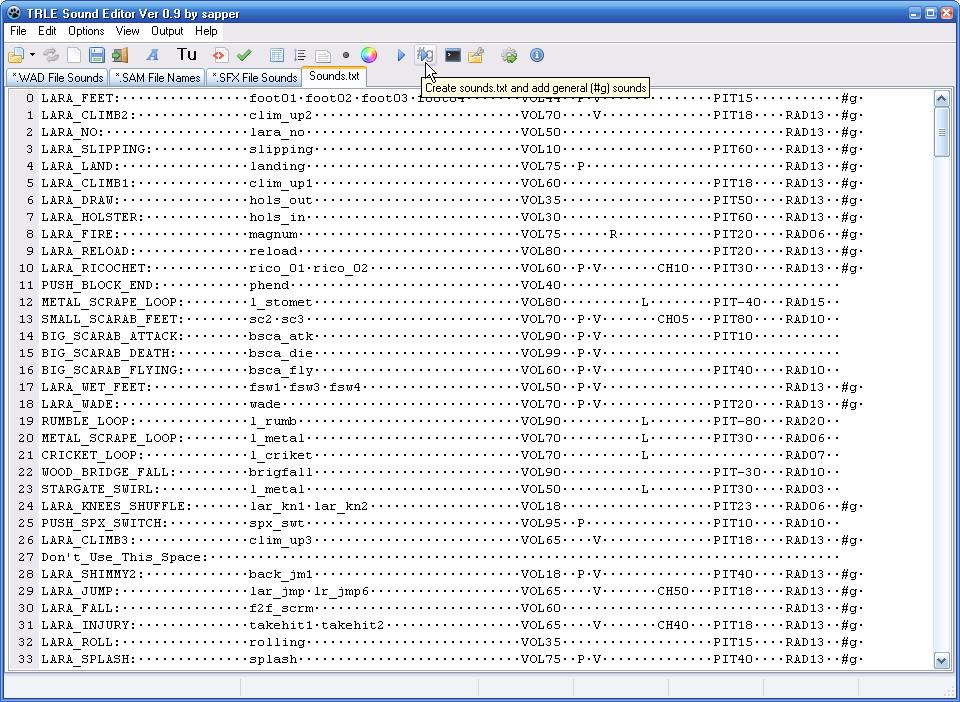 TRLE Sound Editor Ver 0.9 by sapper
File Edit Options View Output Help
A Tu #g
*.WAD File Sounds *.SAM File Names *.SFX File Sounds Sounds.txt
Create sounds.txt and add general (#g) sounds
0 LARA_FEET: foot01 foot02 foot03 PIT15 RAD13 #g
1 LARA_CLIMB2: clim_up2 VOL70 V PIT18 RAD13 #g
2 LARA_NO: lara_no VOL50 RAD13 #g
3 LARA_SLIPPING: slipping VOL10 PIT60 RAD13 #g
4 LARA_LAND: landing VOL75 P RAD13 #g
5 LARA_CLIMB1: clim_up1 VOL60 PIT18 RAD13 #g
6 LARA_DRAW: hols_out VOL35 PIT50 RAD13 #g
7 LARA_HOLSTER: hols_in VOL30 PIT60 RAD13 #g
8 LARA_FIRE: magnum VOL75 R PIT20 RAD06 #g
9 LARA_RELOAD: reload VOL80 PIT20 RAD13 #g
10 LARA_RICOCHET: rico_01 rico_02 VOL60 P V CH10 PIT30 RAD13 #g
11 PUSH_BLOCK_END: phend VOL40
12 METAL_SCRAPE_LOOP: l_stomet VOL80 L PIT-40 RAD15
13 SMALL_SCARAB_FEET: sc2 sc3 VOL70 P V CH05 PIT80 RAD10
14 BIG_SCARAB_ATTACK: bsca_atk VOL90 P V PIT10
15 BIG_SCARAB_DEATH: bsca_die VOL99 P V
16 BIG_SCARAB_FLYING: bsca_fly VOL60 P V PIT40 RAD10
17 LARA_WET_FEET: fsw1 fsw3 fsw4 VOL50 P V RAD13 #g
18 LARA_WADE: wade VOL70 P V PIT20 RAD13 #g
19 RUMBLE_LOOP: l_rumb VOL90 L PIT-80 RAD20
20 METAL_SCRAPE_LOOP: l_metal VOL70 L PIT30 RAD06
21 CRICKET_LOOP: l_criket VOL70 L RAD07
22 WOOD_BRIDGE_FALL: brigfall VOL90 PIT-30 RAD10
23 STARGATE_SWIRL: l_metal VOL50 L PIT30 RAD03
24 LARA_KNEES_SHUFFLE: lar_kn1 lar_kn2 VOL18 PIT23 RAD06 #g
25 PUSH_SPX_SWITCH: spx_swt VOL95 P PIT10 RAD10
26 LARA_CLIMB3: clim_up3 VOL65 PIT18 RAD13 #g
27 Don't_Use_This_Space:
28 LARA_SHIMMY2: back_jm1 VOL18 P V PIT40 RAD13 #g
29 LARA_JUMP: lar_jmp lr_jmp6 VOL65 V CH50 PIT18 RAD13 #g
30 LARA_FALL: f2f_scrm VOL60 RAD13 #g
31 LARA_INJURY: takehit1 takehit2 VOL65 V CH40 PIT18 RAD13 #g
32 LARA_ROLL: rolling VOL35 PIT15 RAD13 #g
33 LARA_SPLASH: splash VOL75 P V PIT40 RAD13 #g